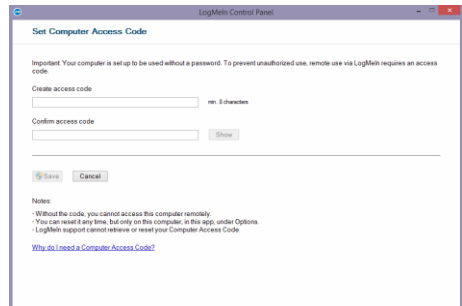 LogMeIn Control Panel
Set Computer Access Code
Important: Your computer is set up to be used without a password. To prevent unauthorized use, remote use via LogMeIn requires an access
code.
Create access code
min. 8 characters
Confirm access code
Show
Save Cancel
Notes:
- Without the code, you cannot access this computer remotely.
- You can reset it any time, but only on this computer, in this app, under Options.
- LogMeIn support cannot retrieve or reset your Computer Access Code.
Why do I need a Computer Access Code?